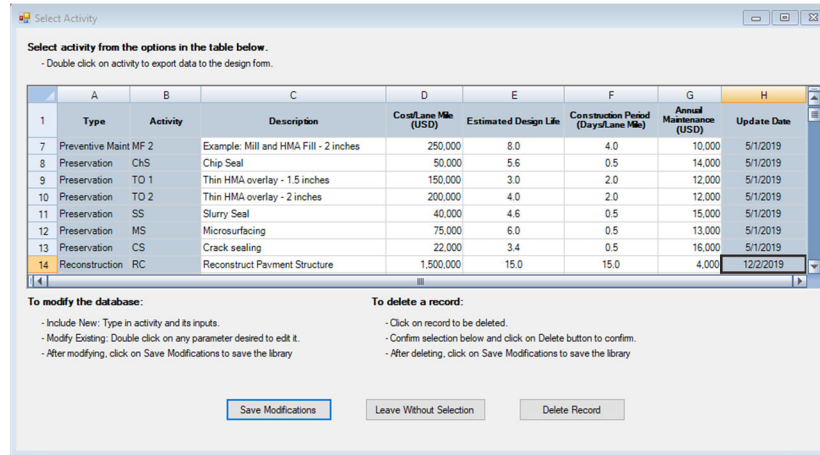 Select Activity
Select activity from the options in the table below.
- Double click on activity to export data to the design form.
A B C D E F G H
1 Type Activity Description Cost/Lane Mile (USD) Estimated Design Life Construction Period (Days/Lane Mile) Annual Maintenance (USD) Update Date
7 Preventive Maint MF 2 Example: Mill and HMA Fill - 2 inches 250,000 8.0 4.0 10,000 5/1/2019
8 Preservation ChS Chip Seal 50,000 5.6 0.5 14,000 5/1/2019
9 Preservation TO 1 Thin HMA overlay - 1.5 inches 150,000 3.0 2.0 12,000 5/1/2019
10 Preservation TO 2 Thin HMA overlay - 2 inches 200,000 4.0 2.0 12,000 5/1/2019
11 Preservation SS Slurry Seal 40,000 4.6 0.5 15,000 5/1/2019
12 Preservation MS Microsurfacing 75,000 6.0 0.5 13,000 5/1/2019
13 Preservation CS Crack sealing 22,000 3.4 0.5 16,000 5/1/2019
14 Reconstruction RC Reconstruct Pavment Structure 1,500,000 15.0 15.0 4,000 12/2/2019
To modify the database:
- Include New: Type in activity and its inputs.
- Modify Existing: Double click on any parameter desired to edit it.
- After modifying, click on Save Modifications to save the library
To delete a record:
- Click on record to be deleted.
- Confirm selection below and click on Delete button to confirm.
- After deleting, click on Save Modifications to save the library
Save Modifications
Leave Without Selection
Delete Record